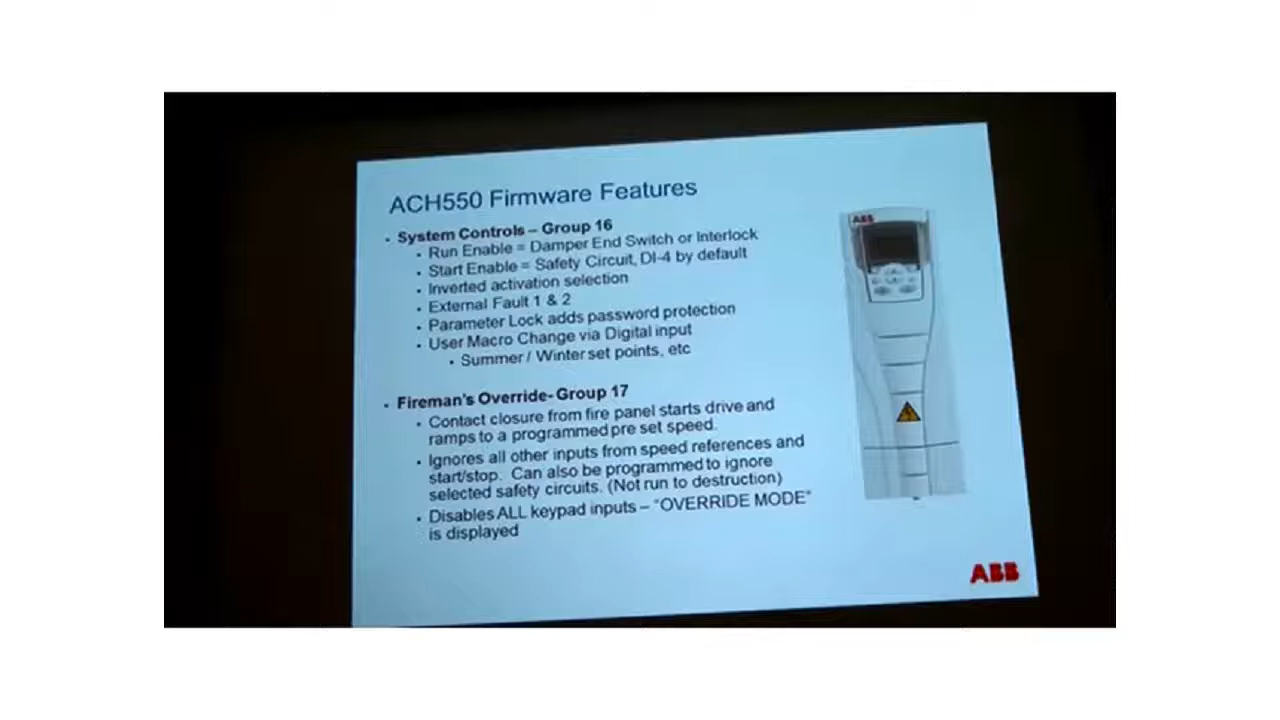 ACH550 Firmware Features
• System Controls – Group 16
• Run Enable = Damper End Switch or Interlock
• Start Enable = Safety Circuit, DI-4 by default
• Inverted activation selection
• External Fault 1 & 2
• Parameter Lock adds password protection
• User Macro Change via Digital input
• Summer / Winter set points, etc
• Fireman's Override- Group 17
• Contact closure from fire panel starts drive and
ramps to a programmed pre set speed.
• Ignores all other inputs from speed references and
start/stop. Can also be programmed to ignore
selected safety circuits. (Not run to destruction)
• Disables ALL keypad inputs – "OVERRIDE MODE"
is displayed
ABB
ABB